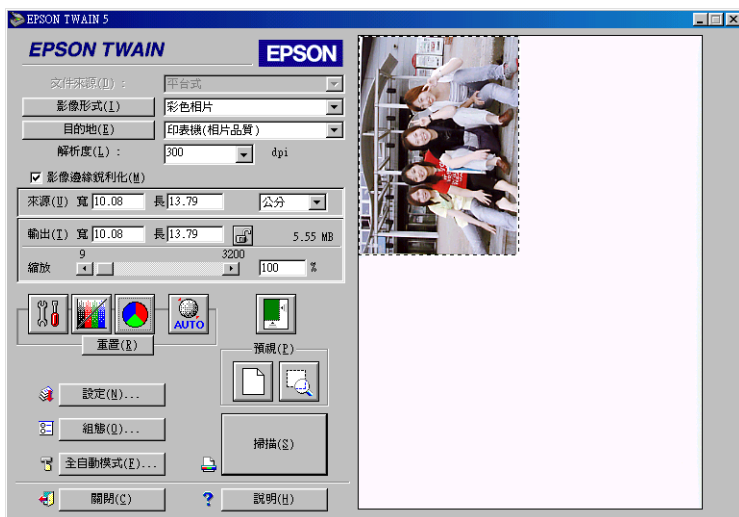 EPSON TWAIN 5
EPSON TWAIN EPSON
文件來源(D) : 平台式
影像形式(I) 彩色相片
目的地(E) 印表機(相片品質)
解析度(L) : 300 dpi
影像邊緣銳利化(M)
來源(U) 寬 10.08 長 13.79 公分
輸出(T) 寬 10.08 長 13.79 5.55 MB
9 3200
縮放 100 %
AUTO
重置(R)
預視(P)
設定(N)...
組態(O)...
掃描(S)
全自動模式(F)...
關閉(C) 說明(H)